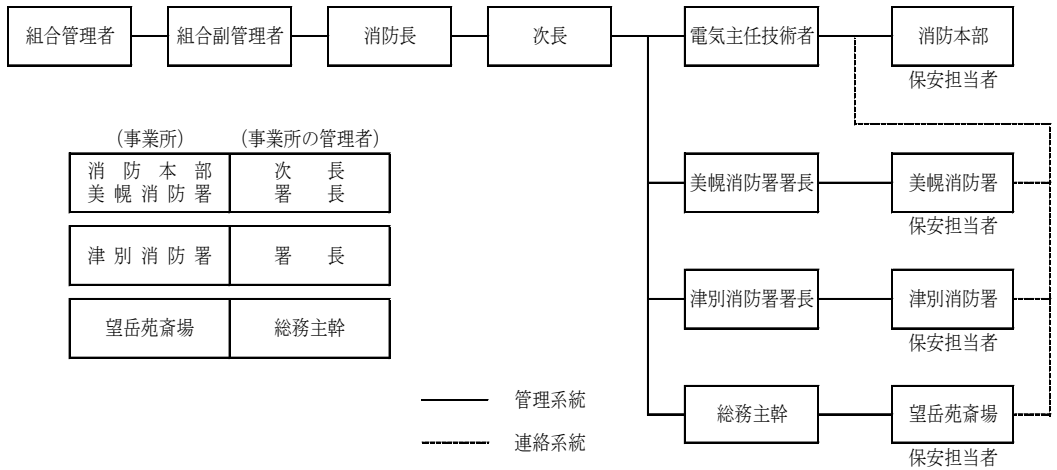 組合管理者
組合副管理者
消防長
次長
電気主任技術者
消防本部
保安担当者
(事業所) (事業所の管理者)
消防本部 次長
美幌消防署 署長
津別消防署 署長
望岳苑斎場 総務主幹
美幌消防署署長
美幌消防署
保安担当者
津別消防署署長
津別消防署
保安担当者
総務主幹
望岳苑斎場
保安担当者
管理系統
連絡系統